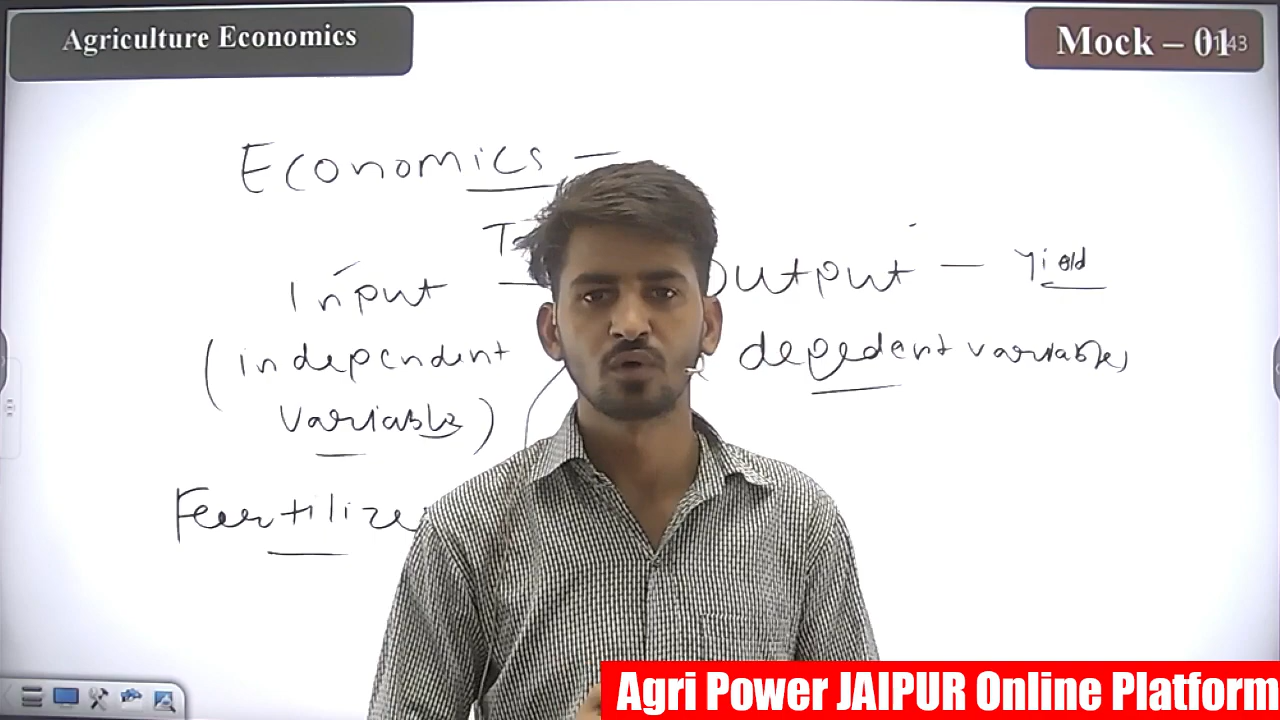 Agriculture Economics
Mock – 01
Economics –
Input – Output – Yield
(independent dependent variable,
variable)
Fertilize
Agri Power JAIPUR Online Platform